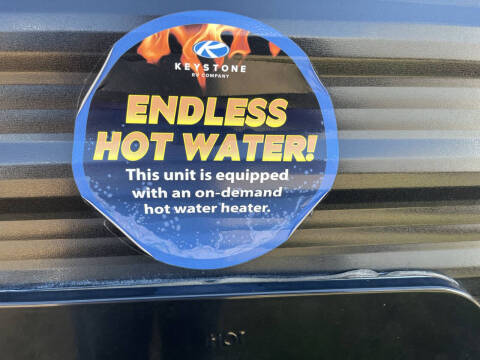 KEYSTONE
RV COMPANY
ENDLESS
HOT WATER!
This unit is equipped
with an on-demand
hot water heater.
HOT